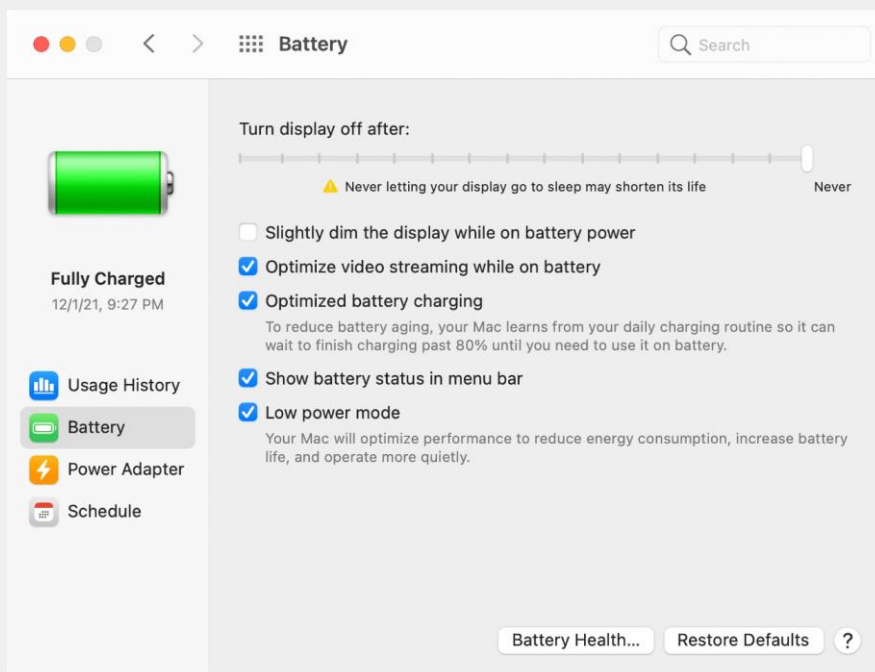 Battery
Search
Fully Charged
12/1/21, 9:27 PM
Usage History
Battery
Power Adapter
Schedule
Turn display off after:
Never letting your display go to sleep may shorten its life
Never
Slightly dim the display while on battery power
Optimize video streaming while on battery
Optimized battery charging
To reduce battery aging, your Mac learns from your daily charging routine so it can
wait to finish charging past 80% until you need to use it on battery.
Show battery status in menu bar
Low power mode
Your Mac will optimize performance to reduce energy consumption, increase battery
life, and operate more quietly.
Battery Health...
Restore Defaults
?